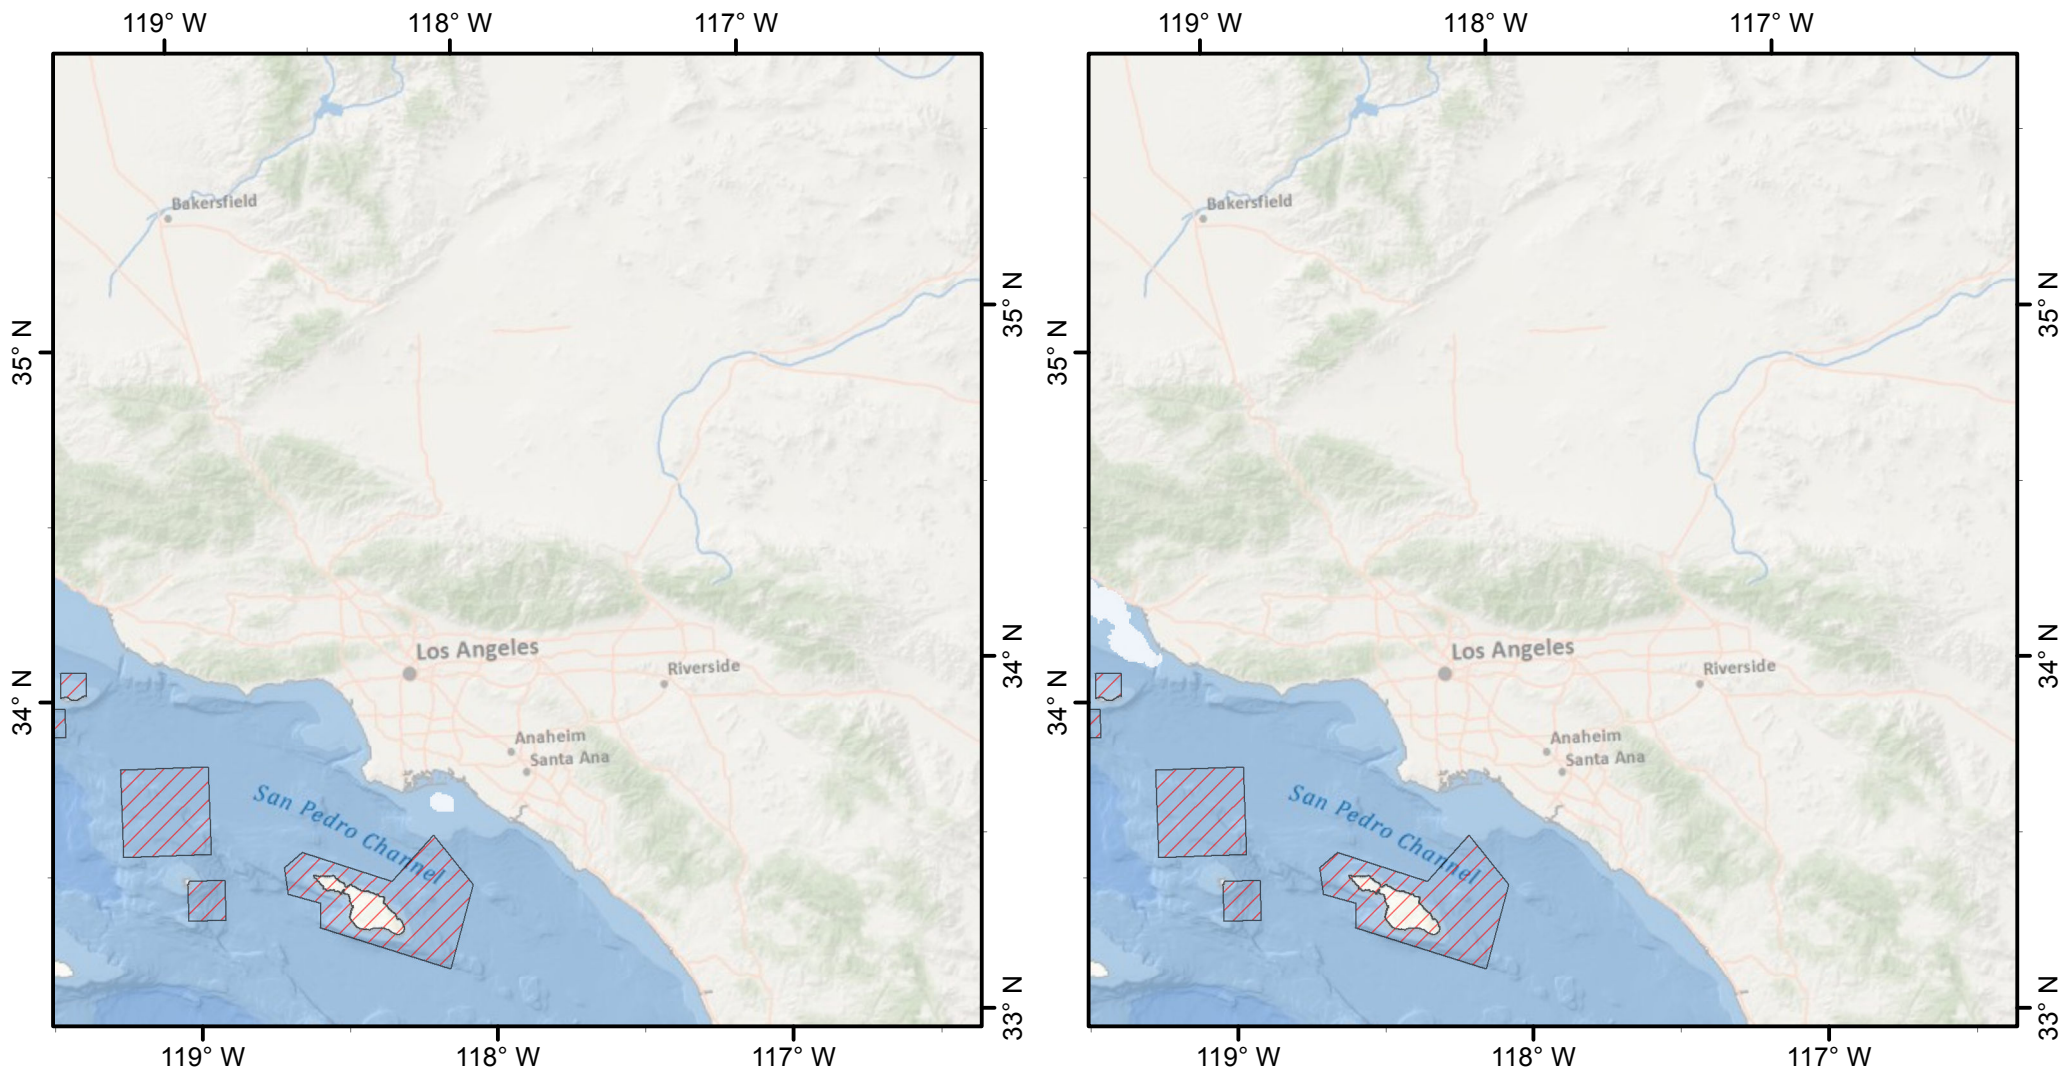 119° W 118° W 117° W
Bakersfield
35° N
35° N
Los Angeles
34° N
Riverside
34° N
Anaheim
Santa Ana
San Pedro Channel
33° N
119° W 118° W 117° W
119° W 118° W 117° W
Bakersfield
35° N
35° N
Los Angeles
34° N
Riverside
34° N
Anaheim
Santa Ana
San Pedro Channel
33° N
119° W 118° W 117° W